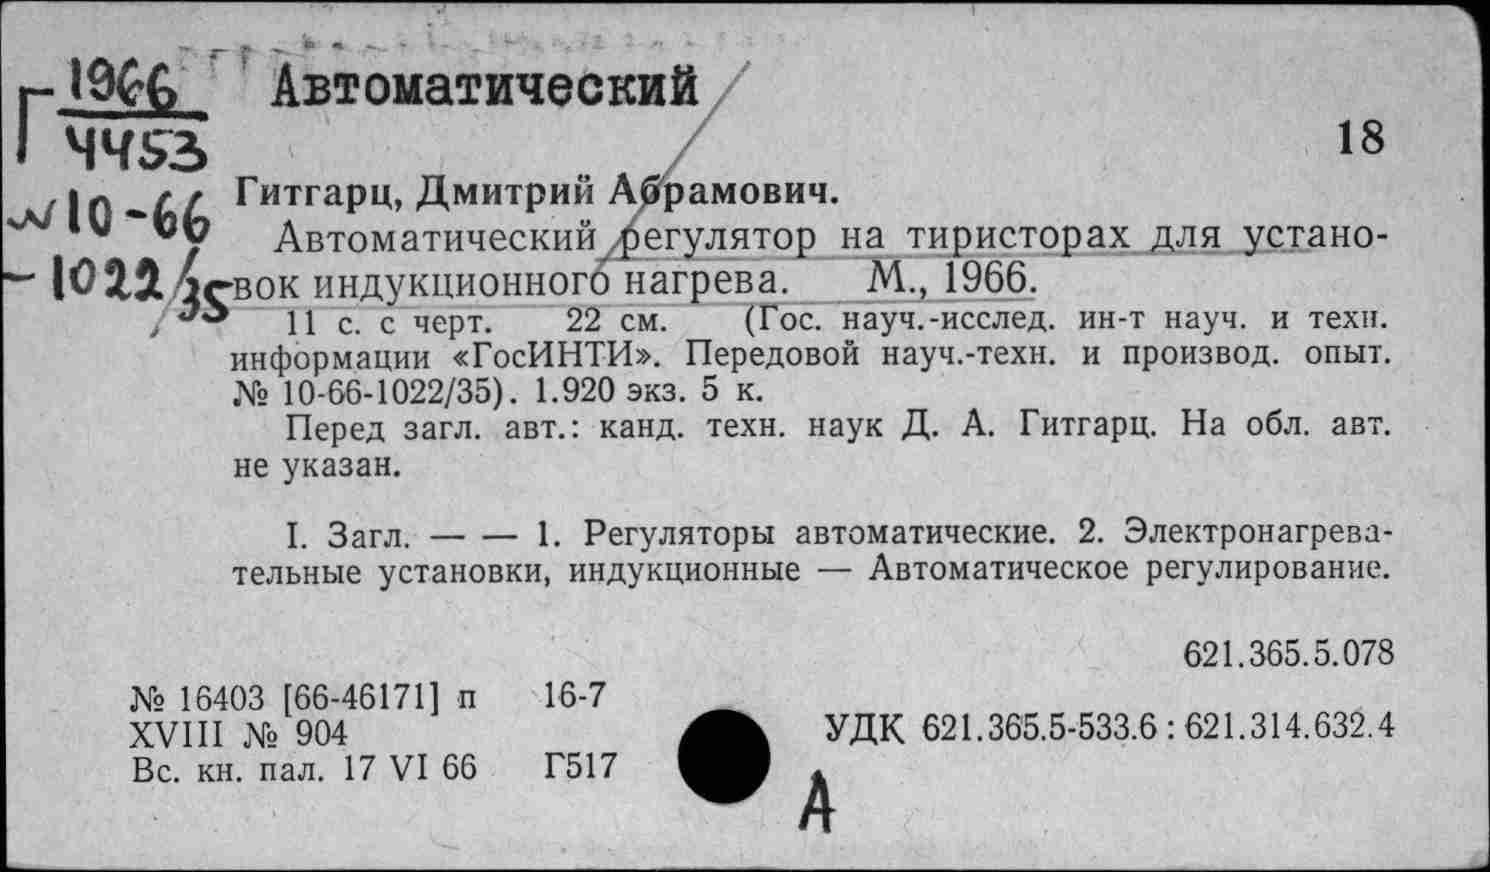 Г 1966 Автоматический
4453
18
Гитгарц, Дмитрий Абрамович.
10-66
Автоматический регулятор на тиристорах для устано-
- 1022/35
вок индукционного нагрева. М., 1966.
11 с. с черт. 22 см. (Гос. науч.-исслед. ин-т науч. и техн.
информации «ГосИНТИ». Передовой науч.-техн. и производ. опыт.
№ 10-66-1022/35). 1.920 экз. 5 к.
Перед загл. авт.: канд. техн. наук Д. А. Гитгарц. На обл. авт.
не указан.
I. Загл. — — 1. Регуляторы автоматические. 2. Электронагрева-
тельные установки, индукционные — Автоматическое регулирование.
621.365.5.078
№ 16403 [66-46171] п 16-7
XVIII № 904
УДК 621.365.5-533.6 : 621.314.632.4
Вс. кн. пал. 17 VI 66 Г517
А